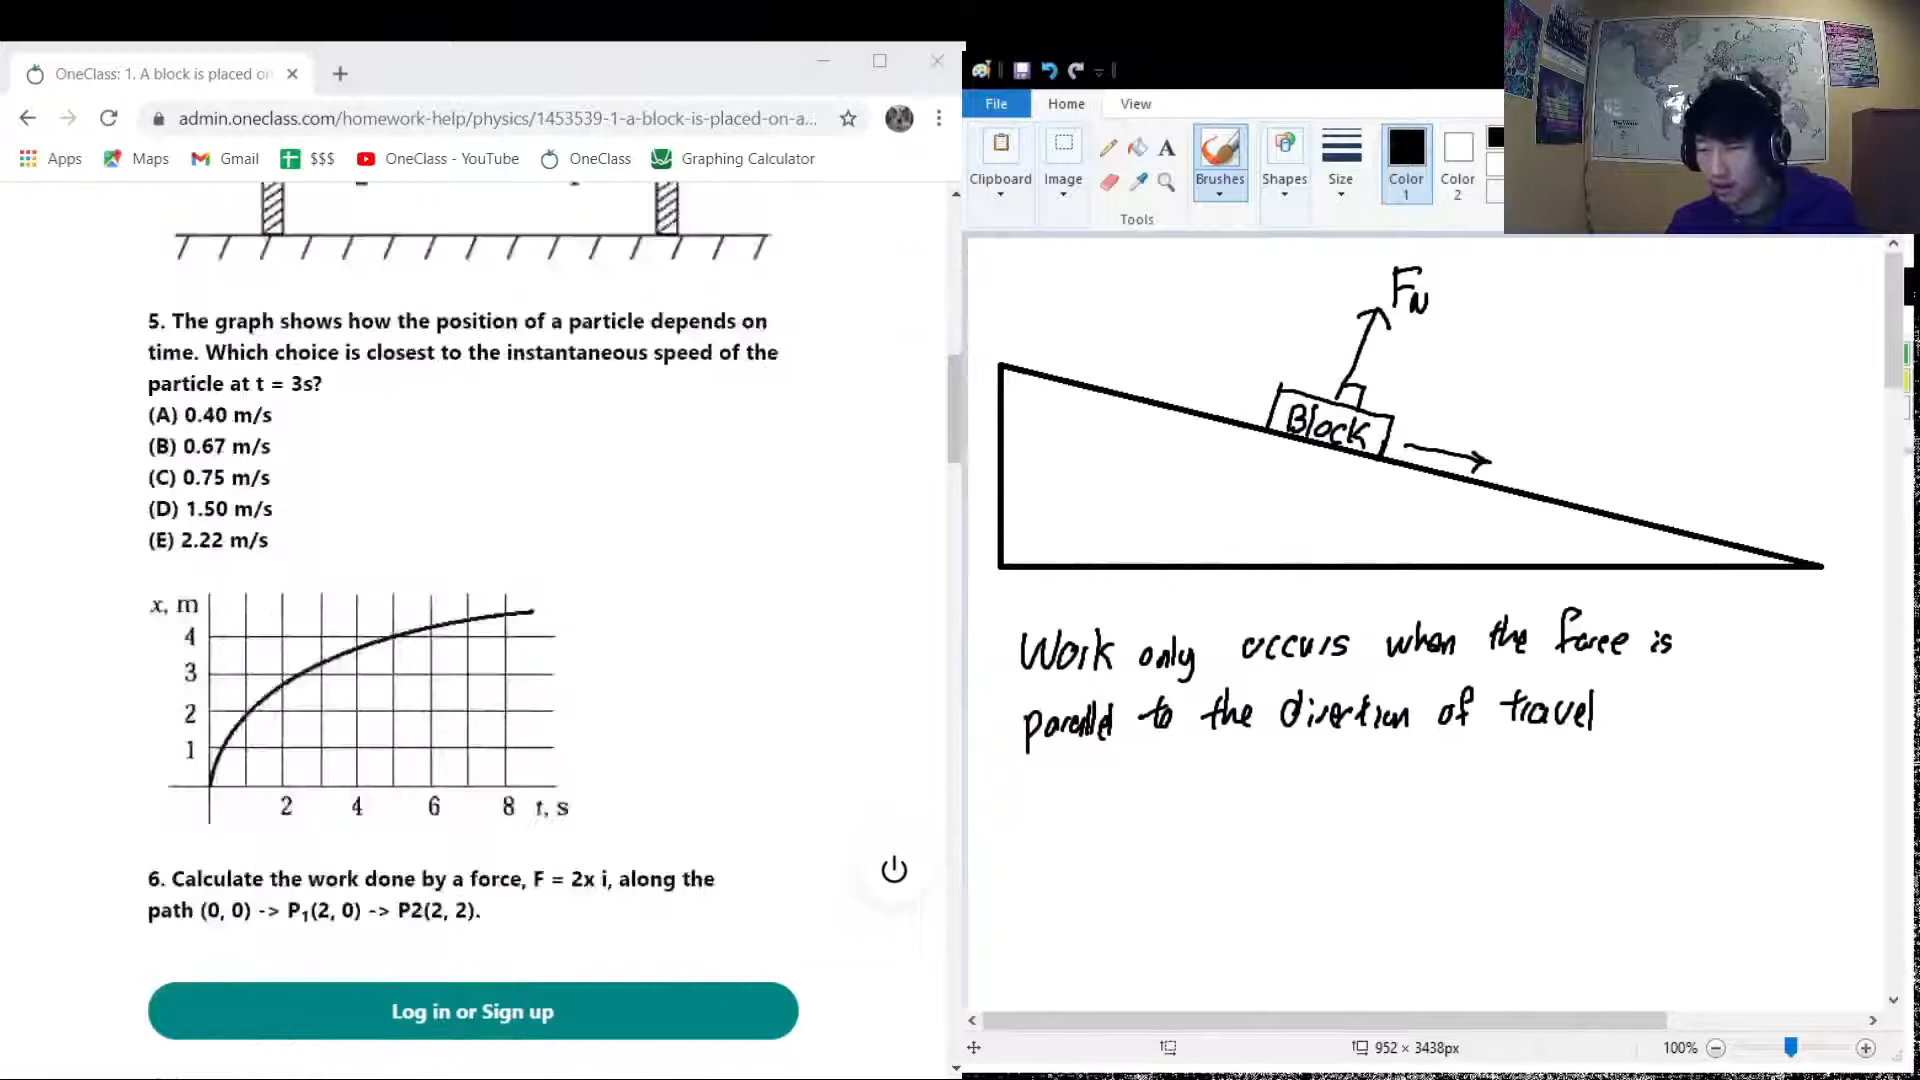 OneClass: 1. A block is placed on
admin.oneclass.com/homework-help/physics/1453539-1-a-block-is-placed-on-a...
Apps Maps Gmail $$$ OneClass - YouTube OneClass Graphing Calculator
5. The graph shows how the position of a particle depends on
time. Which choice is closest to the instantaneous speed of the
particle at t = 3s?
(A) 0.40 m/s
(B) 0.67 m/s
(C) 0.75 m/s
(D) 1.50 m/s
(E) 2.22 m/s
x, m
4
3
2
1
2 4 6 8 t, s
6. Calculate the work done by a force, F = 2x i, along the
path (0, 0) -> P₁(2, 0) -> P2(2, 2).
Log in or Sign up
File Home View
Clipboard Image Brushes Shapes Size Color 1 Color 2
Tools
FN
Block
Work only occurs when the force is
parallel to the direction of travel
952 × 3438px 100%